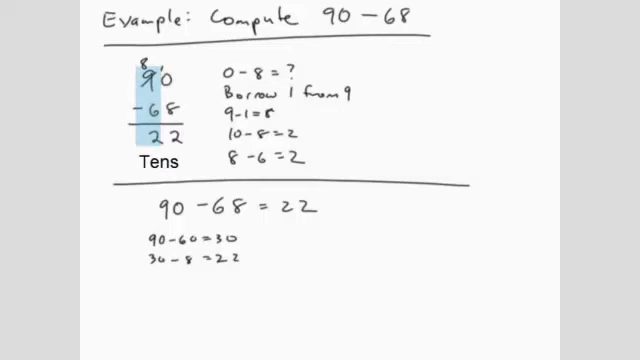 Example: Compute 90 - 68
8 1
90
0 - 8 = ?
Borrow 1 from 9
- 68
9 - 1 = 8
22
10 - 8 = 2
Tens
8 - 6 = 2
90 - 68 = 22
90 - 60 = 30
30 - 8 = 22